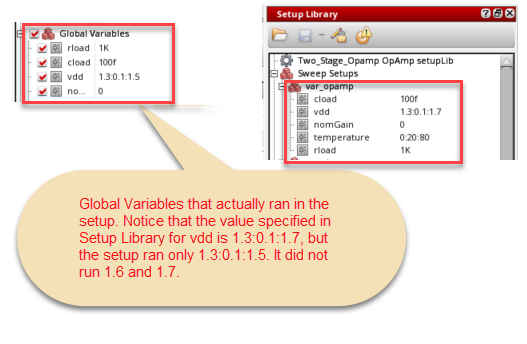 Global Variables
rload 1K
cload 100f
vdd 1.3:0.1:1.5
no... 0
Setup Library
Two_Stage_Opamp OpAmp setupLib
Sweep Setups
var_opamp
cload 100f
vdd 1.3:0.1:1.7
nomGain 0
temperature 0:20:80
rload 1K
Global Variables that actually ran in the
setup. Notice that the value specified in
Setup Library for vdd is 1.3:0.1:1.7, but
the setup ran only 1.3:0.1:1.5. It did not
run 1.6 and 1.7.